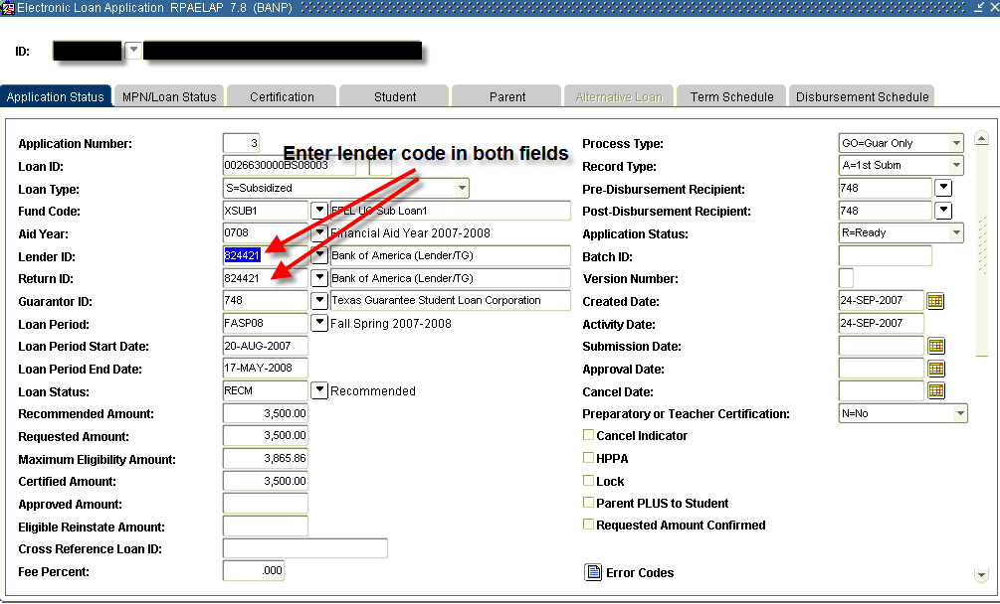 Electronic Loan Application RPAELAP 7.8 (BANP)
ID:
Application Status MPN/Loan Status Certification Student Parent Alternative Loan Term Schedule Disbursement Schedule
Enter lender code in both fields
Application Number: 3
Loan ID: 0026630000BS08003
Loan Type: S=Subsidized
Fund Code: XSUB1 FFEL UG Sub Loan1
Aid Year: 0708 Financial Aid Year 2007-2008
Lender ID: 824421 Bank of America (Lender/TG)
Return ID: 824421 Bank of America (Lender/TG)
Guarantor ID: 748 Texas Guarantee Student Loan Corporation
Loan Period: FASP08 Fall Spring 2007-2008
Loan Period Start Date: 20-AUG-2007
Loan Period End Date: 17-MAY-2008
Loan Status: RECM Recommended
Recommended Amount: 3,500.00
Requested Amount: 3,500.00
Maximum Eligibility Amount: 3,865.86
Certified Amount: 3,500.00
Approved Amount:
Eligible Reinstate Amount:
Cross Reference Loan ID:
Fee Percent: .000
Process Type: GO=Guar Only
Record Type: A=1st Subm
Pre-Disbursement Recipient: 748
Post-Disbursement Recipient: 748
Application Status: R=Ready
Batch ID:
Version Number:
Created Date: 24-SEP-2007
Activity Date: 24-SEP-2007
Submission Date:
Approval Date:
Cancel Date:
Preparatory or Teacher Certification: N=No
Cancel Indicator
HPPA
Lock
Parent PLUS to Student
Requested Amount Confirmed
Error Codes